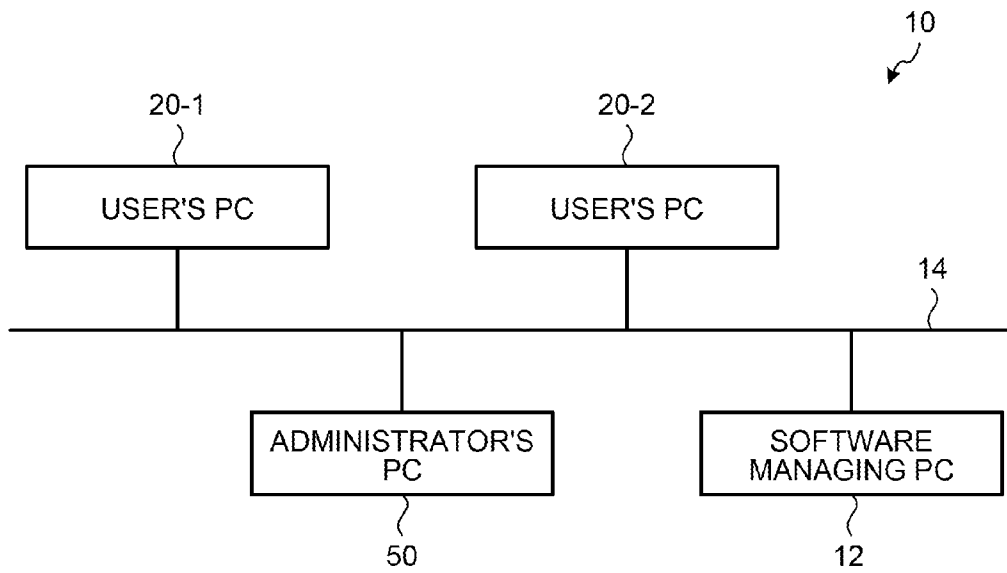 10
20-1
20-2
USER'S PC
USER'S PC
14
ADMINISTRATOR'S
PC
SOFTWARE
MANAGING PC
50
12